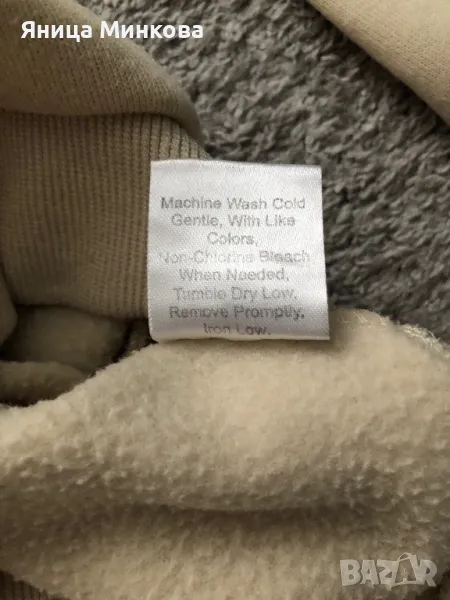 Яница Минкова
Machine Wash Cold
Gentle, With Like
Colors,
Non-Chlorine Bleach
When Needed,
Tumble Dry Low,
Remove Promptly,
Iron Low.
BAZAR